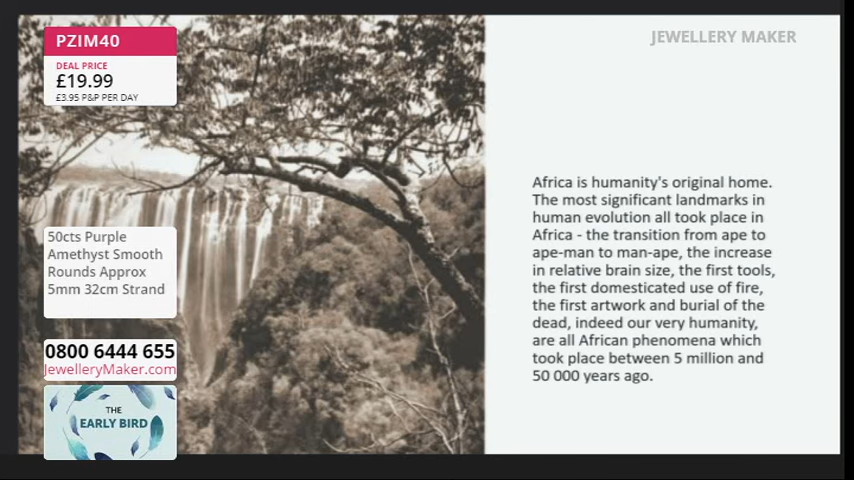 PZIM40
DEAL PRICE
£19.99
£3.95 P&P PER DAY
50cts Purple
Amethyst Smooth
Rounds Approx
5mm 32cm Strand
0800 6444 655
JewelleryMaker.com
THE
EARLY BIRD
JEWELLERY MAKER
Africa is humanity's original home.
The most significant landmarks in
human evolution all took place in
Africa - the transition from ape to
ape-man to man-ape, the increase
in relative brain size, the first tools,
the first domesticated use of fire,
the first artwork and burial of the
dead, indeed our very humanity,
are all African phenomena which
took place between 5 million and
50 000 years ago.